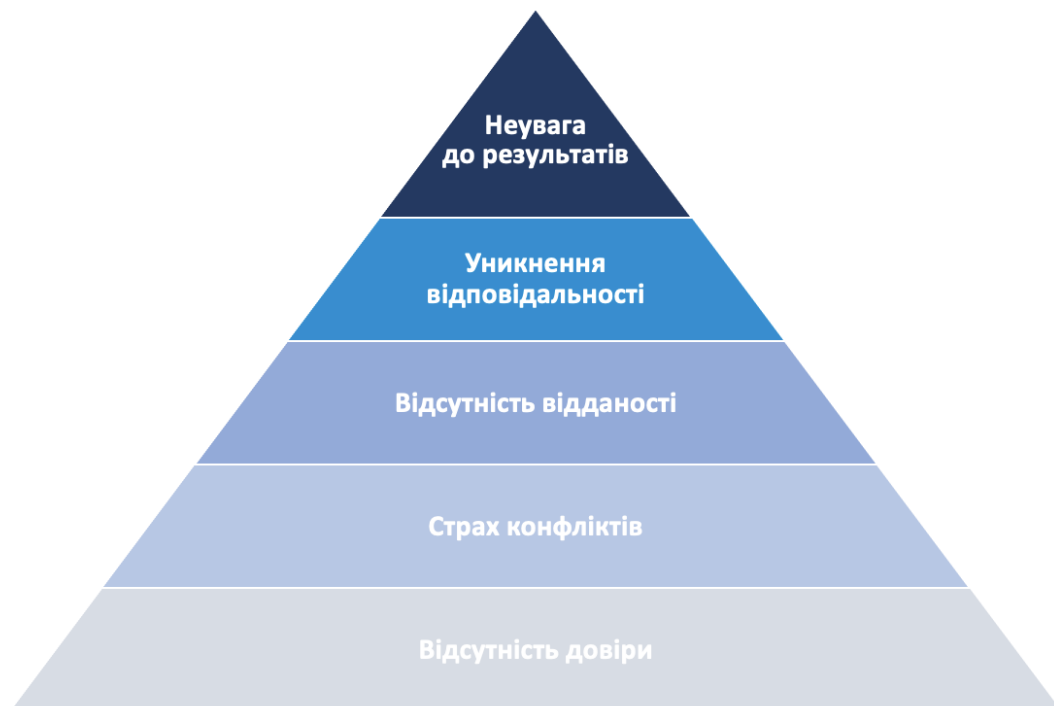 Неувага
до результатів
Уникнення
відповідальності
Відсутність відданості
Страх конфліктів
Відсутність довіри